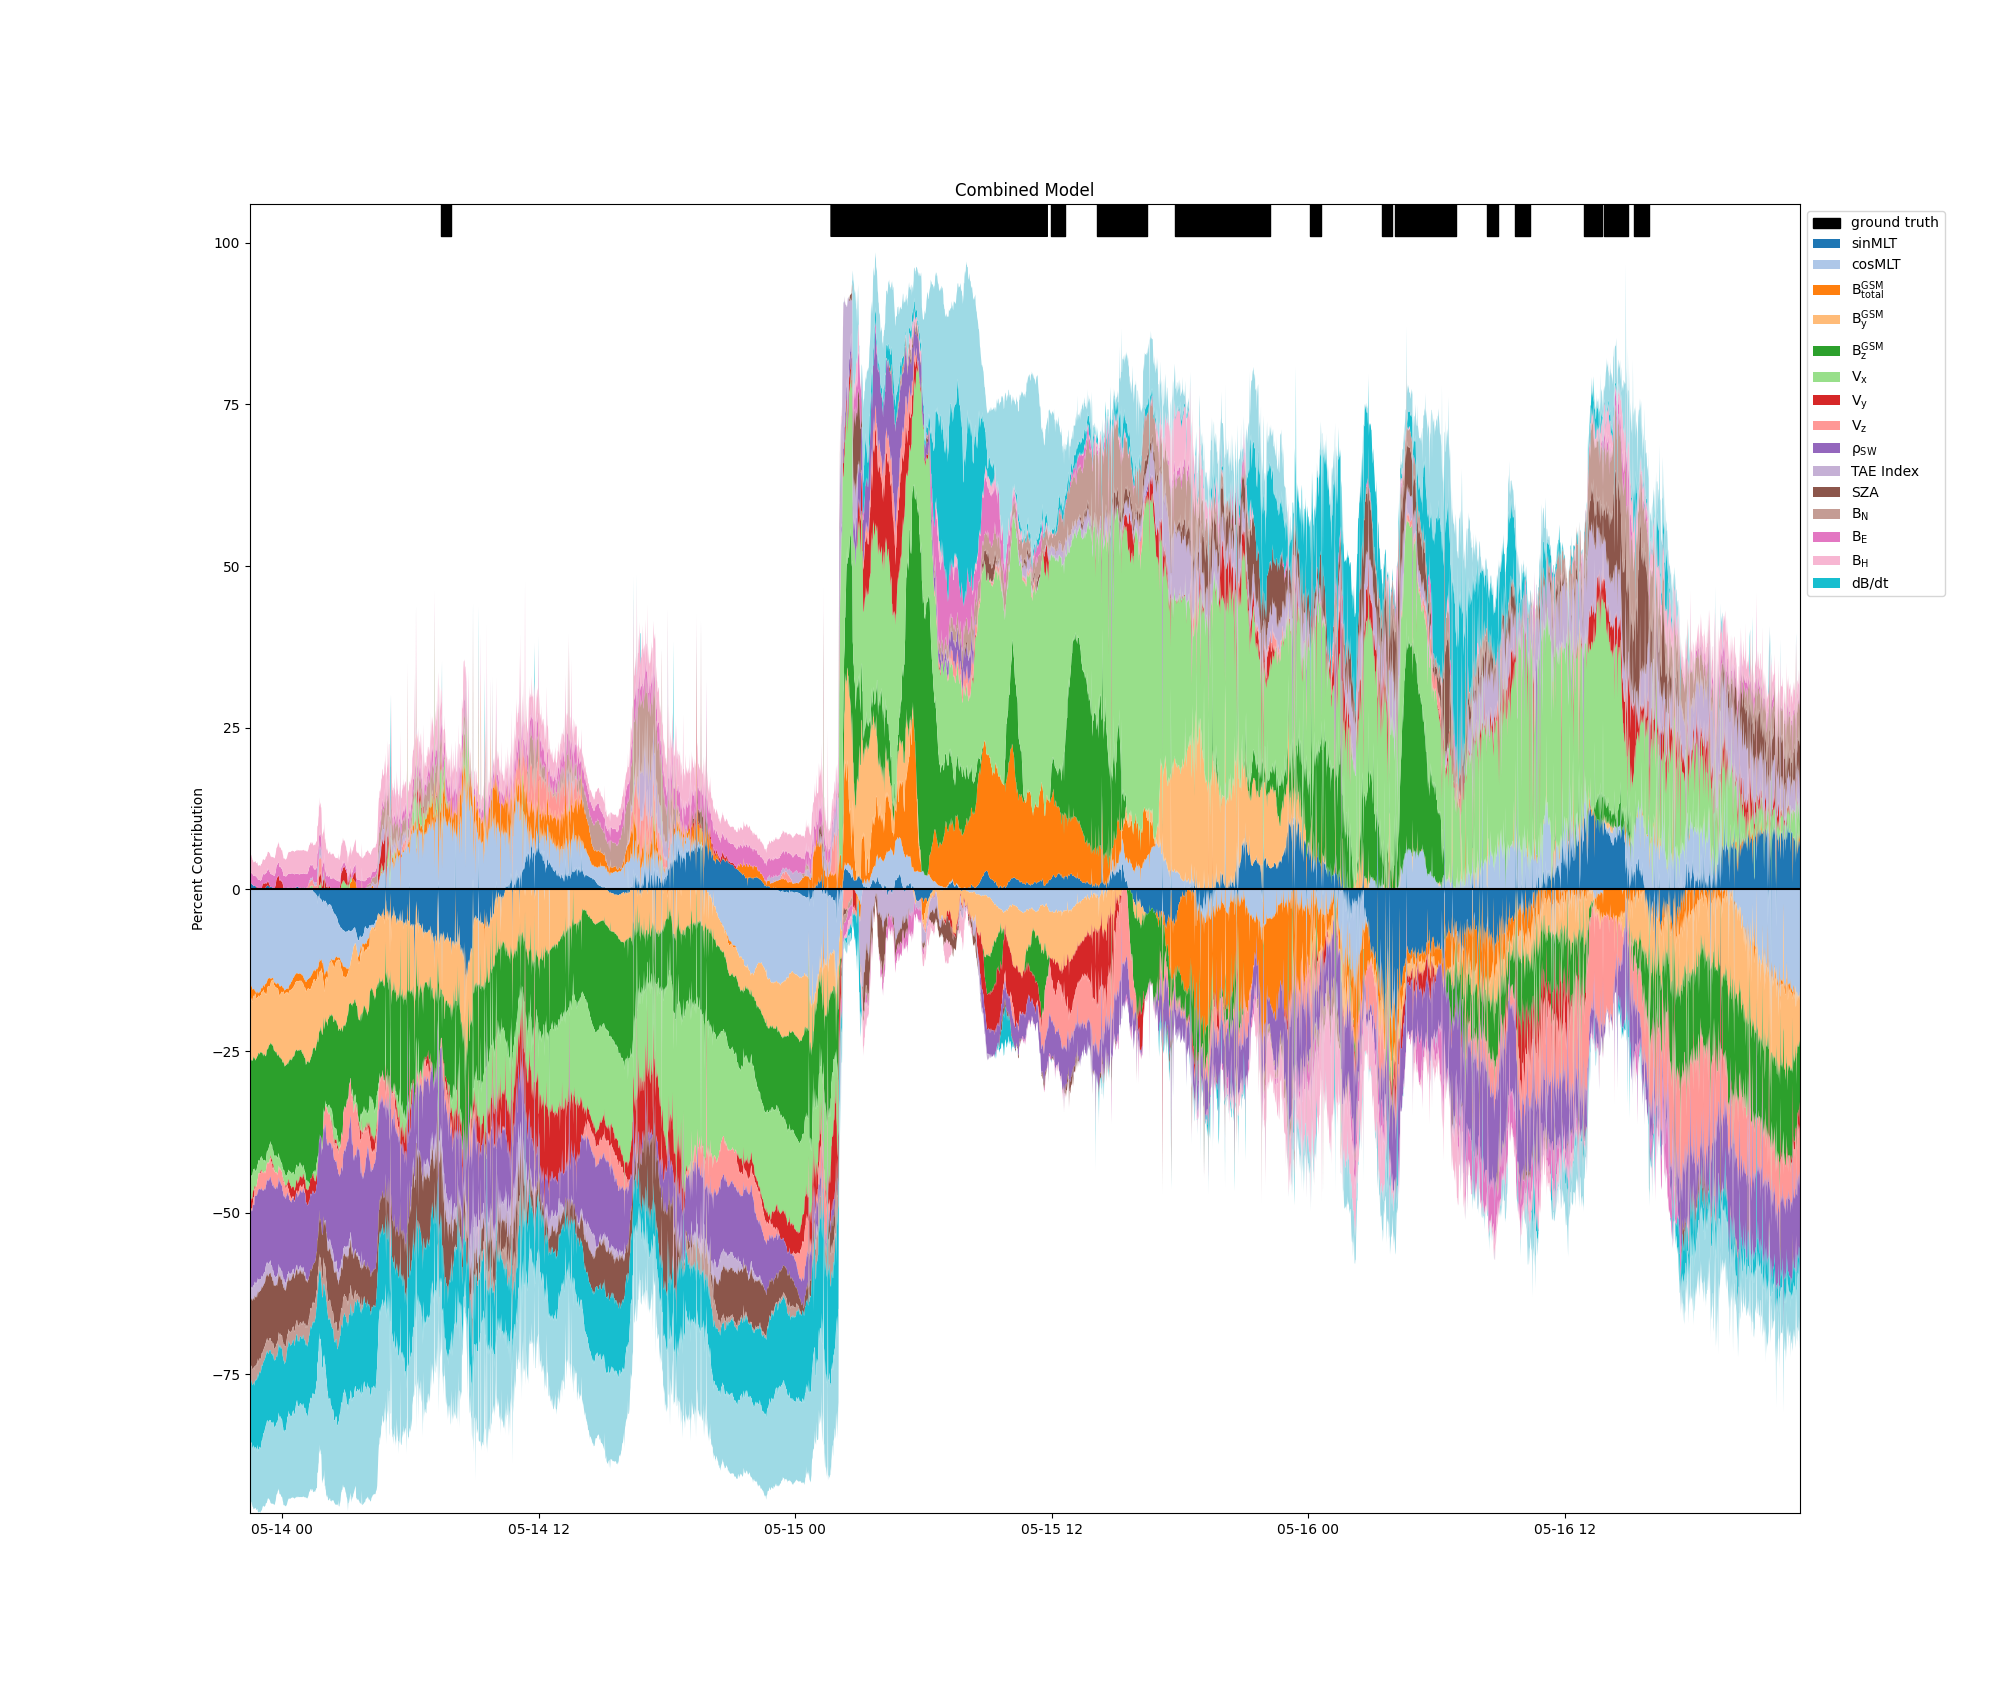 Combined Model
100
75
50
25
0
−25
−50
−75
Percent Contribution
05-14 00
05-14 12
05-15 00
05-15 12
05-16 00
05-16 12
ground truth
sinMLT
cosMLT
B_total^GSM
B_y^GSM
B_z^GSM
V_x
V_y
V_z
ρ_SW
TAE Index
SZA
B_N
B_E
B_H
dB/dt